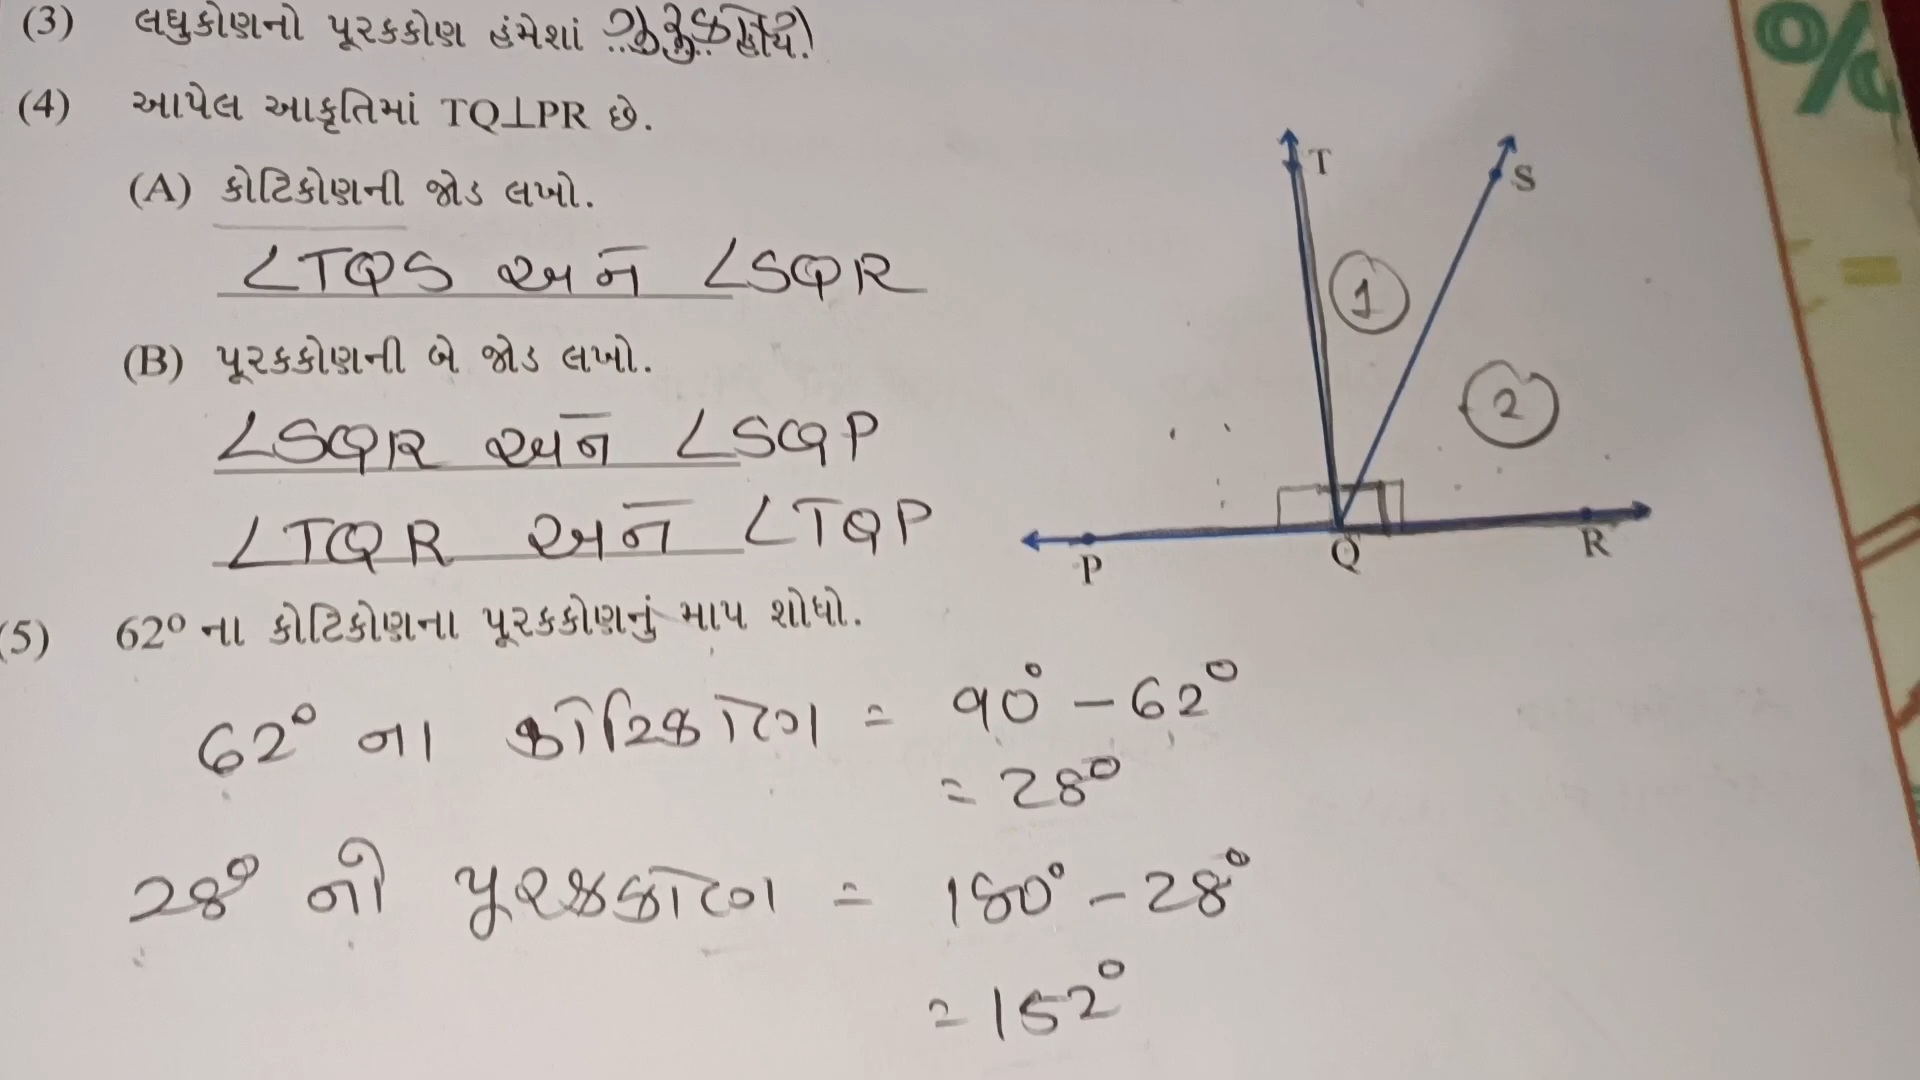 (3) લઘુકોણનો પૂરકકોણ હંમેશાં
(4) આપેલ આકૃતિમાં TQ⊥PR છે.
(A) કોટિકોણની જોડ લખો.
∠TQS અને ∠SQR
(B) પૂરકકોણની બે જોડ લખો.
∠SQR અને ∠SQP
∠TQR અને ∠TQP
T
S
1
2
P
Q
R
(5) 62° ના કોટિકોણના પૂરકકોણનું માપ શોધો.
62° ના કોટિકોણ = 90° - 62°
= 28°
28° નો પૂરકકોણ = 180° - 28°
= 152°
%